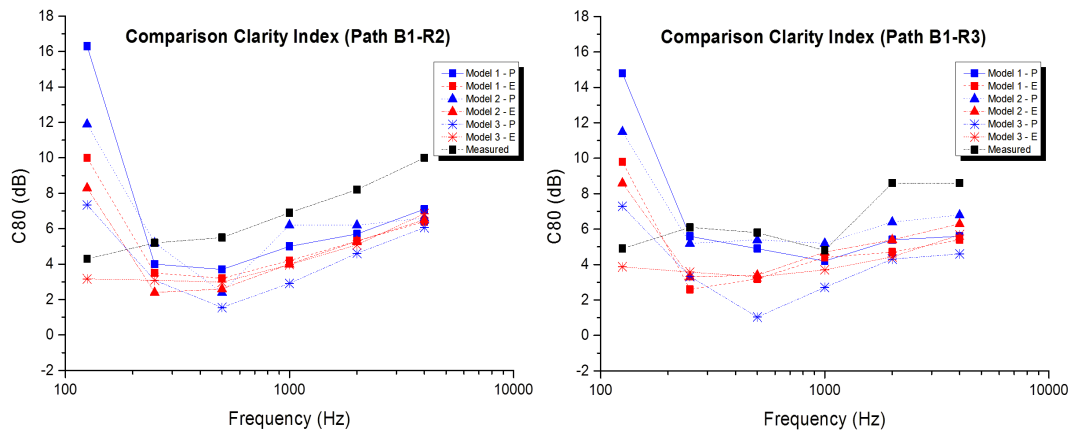 Comparison Clarity Index (Path B1-R2)
C80 (dB)
18
16
14
12
10
8
6
4
2
0
-2
Model 1 - P
Model 1 - E
Model 2 - P
Model 2 - E
Model 3 - P
Model 3 - E
Measured
100
1000
10000
Frequency (Hz)
Comparison Clarity Index (Path B1-R3)
C80 (dB)
18
16
14
12
10
8
6
4
2
0
-2
Model 1 - P
Model 1 - E
Model 2 - P
Model 2 - E
Model 3 - P
Model 3 - E
Measured
100
1000
10000
Frequency (Hz)